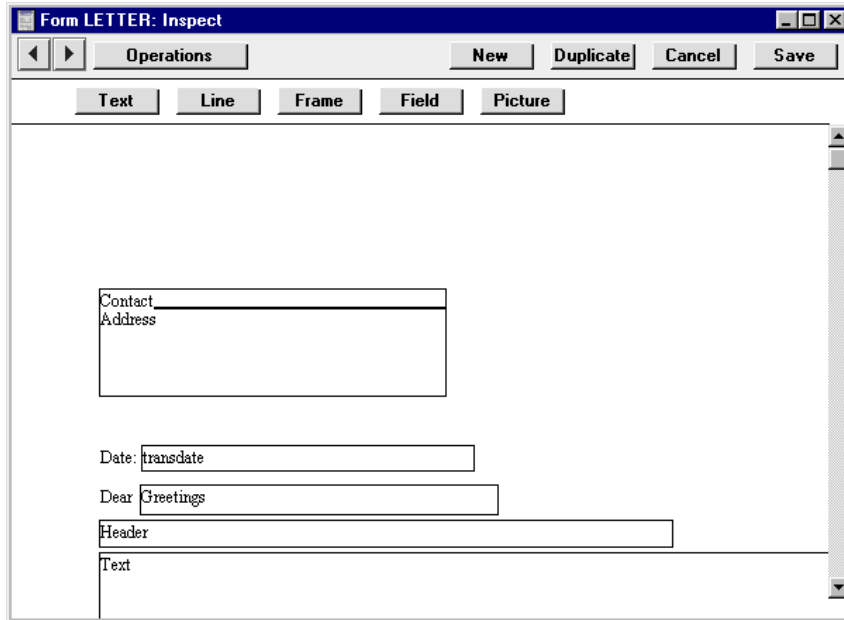 Form LETTER: Inspect
Operations New Duplicate Cancel Save
Text Line Frame Field Picture
Contact
Address
Date: transdate
Dear Greetings
Header
Text